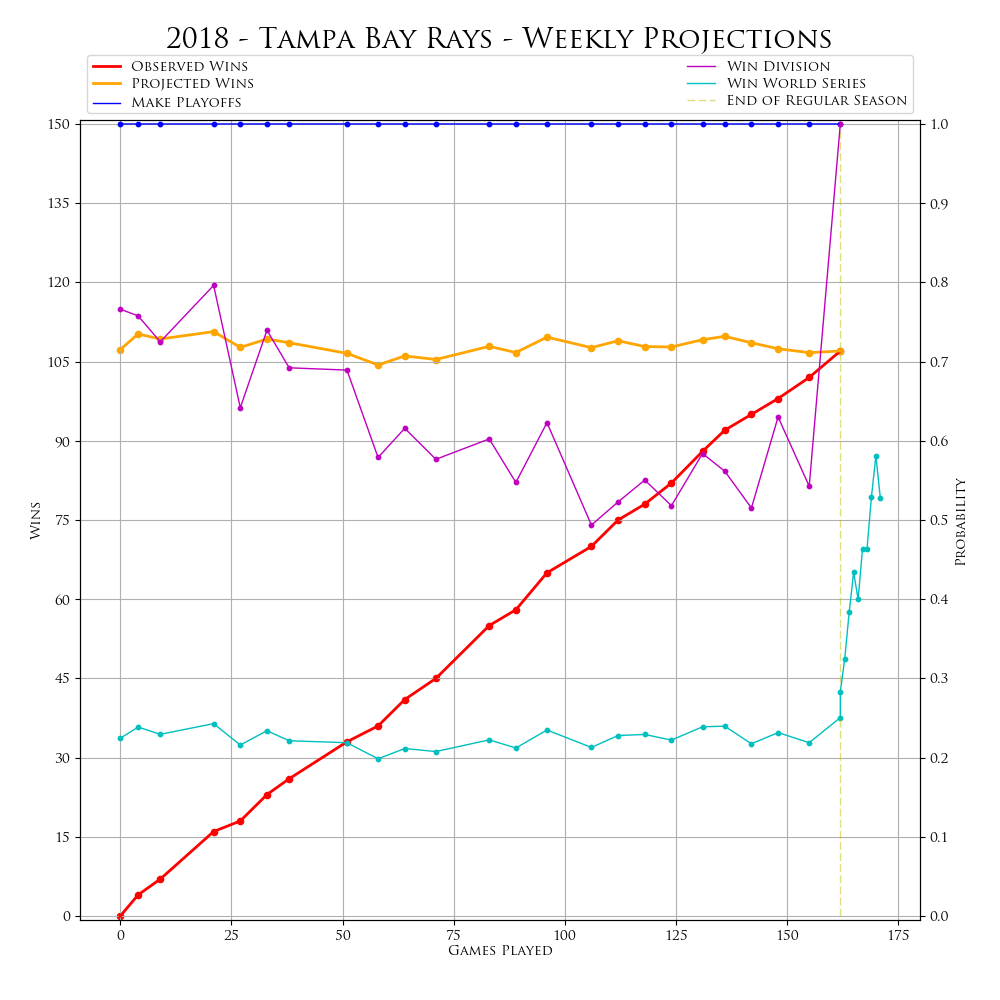 2018 - Tampa Bay Rays - Weekly Projections
Observed Wins
Projected Wins
Make Playoffs
Win Division
Win World Series
End of Regular Season
150
135
120
105
90
75
60
45
30
15
0
Wins
1.0
0.9
0.8
0.7
0.6
0.5
0.4
0.3
0.2
0.1
0.0
Probability
0 25 50 75 100 125 150 175
Games Played